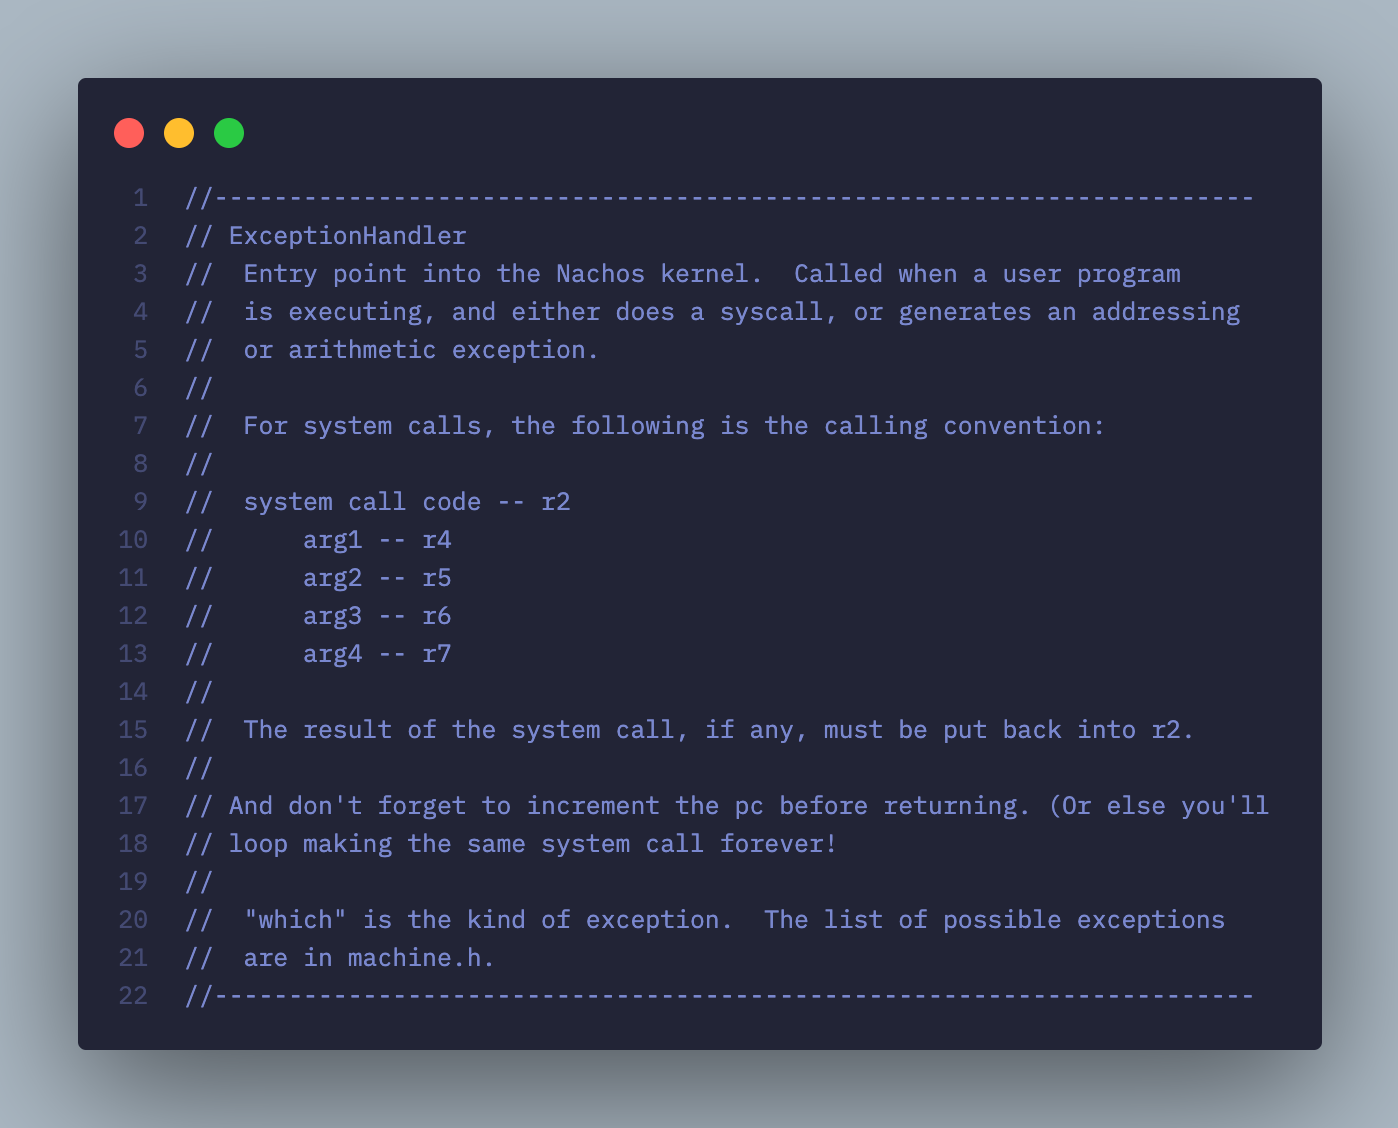 1 //----------------------------------------------------------------------
2 // ExceptionHandler
3 //  Entry point into the Nachos kernel.  Called when a user program
4 //  is executing, and either does a syscall, or generates an addressing
5 //  or arithmetic exception.
6 //
7 //  For system calls, the following is the calling convention:
8 //
9 //  system call code -- r2
10 //      arg1 -- r4
11 //      arg2 -- r5
12 //      arg3 -- r6
13 //      arg4 -- r7
14 //
15 //  The result of the system call, if any, must be put back into r2.
16 //
17 // And don't forget to increment the pc before returning. (Or else you'll
18 // loop making the same system call forever!
19 //
20 //  "which" is the kind of exception.  The list of possible exceptions
21 //  are in machine.h.
22 //----------------------------------------------------------------------